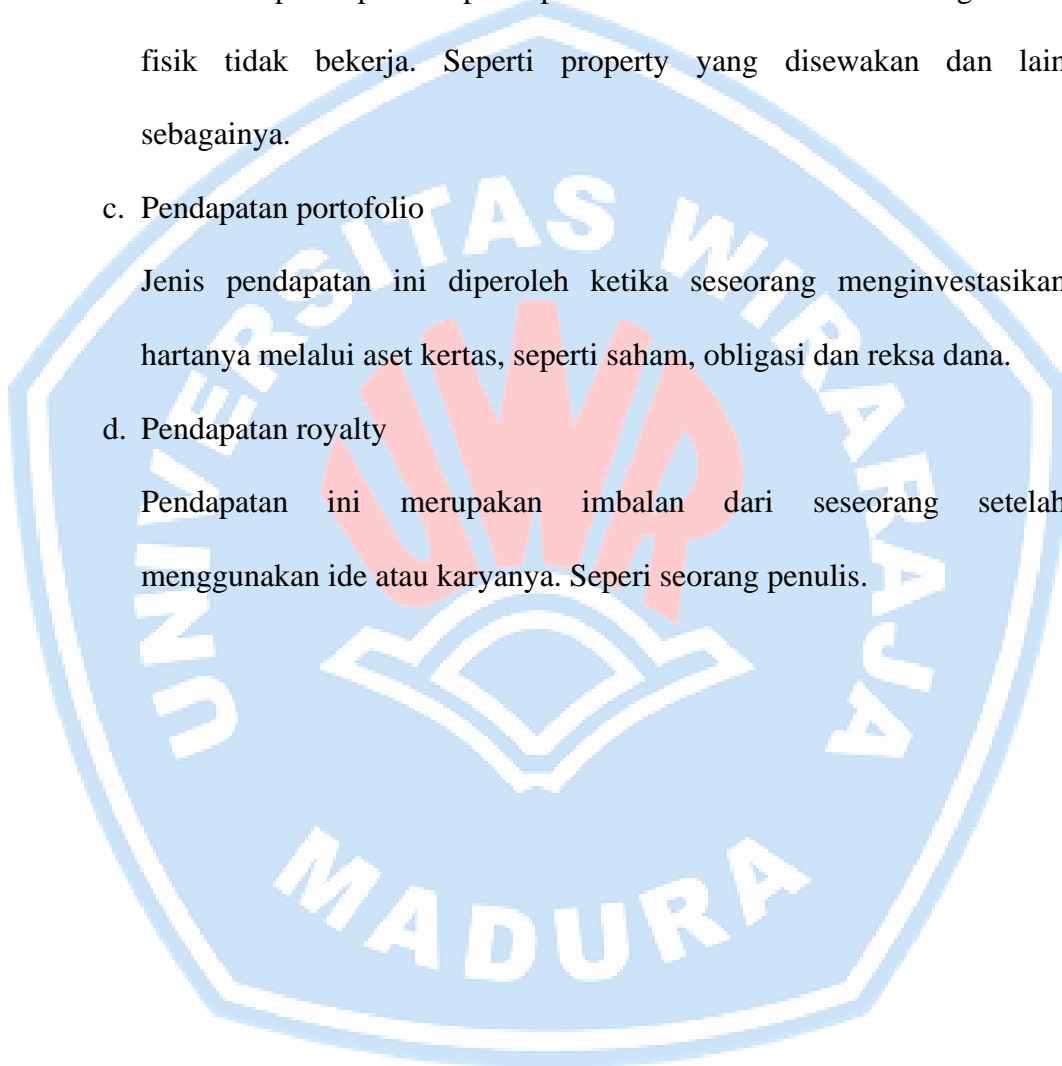 fisik tidak bekerja. Seperti property yang disewakan dan lain
sebagainya.
c. Pendapatan portofolio
Jenis pendapatan ini diperoleh ketika seseorang menginvestasikan
hartanya melalui aset kertas, seperti saham, obligasi dan reksa dana.
d. Pendapatan royalty
Pendapatan ini merupakan imbalan dari seseorang setelah
menggunakan ide atau karyanya. Seperi seorang penulis.
UNIVERSITAS WIRARAJA
UWR
MADURA